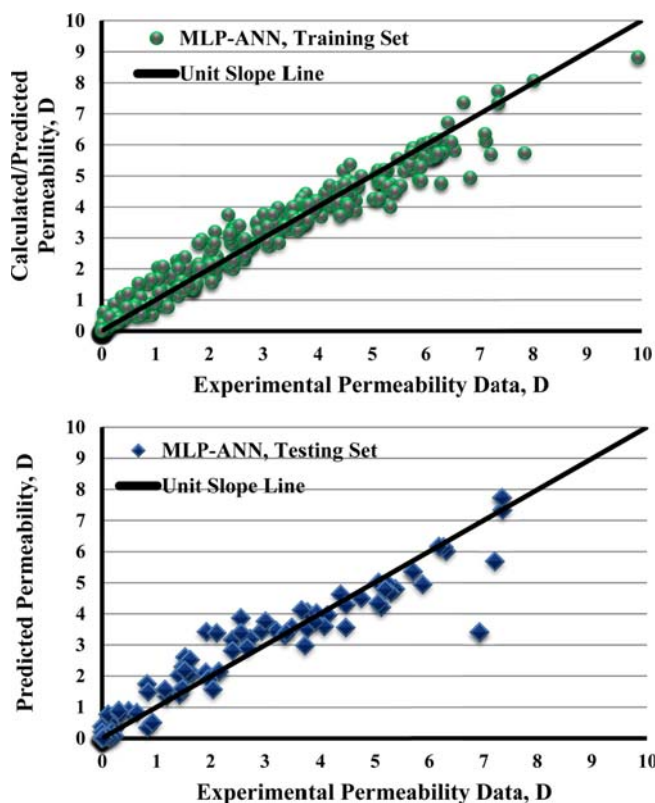 10
9
8
7
6
5
4
3
2
1
0
Calculated/Predicted
Permeability, D
MLP-ANN, Training Set
Unit Slope Line
0 1 2 3 4 5 6 7 8 9 10
Experimental Permeability Data, D
10
9
8
7
6
5
4
3
2
1
0
Predicted Permeability, D
MLP-ANN, Testing Set
Unit Slope Line
0 1 2 3 4 5 6 7 8 9 10
Experimental Permeability Data, D